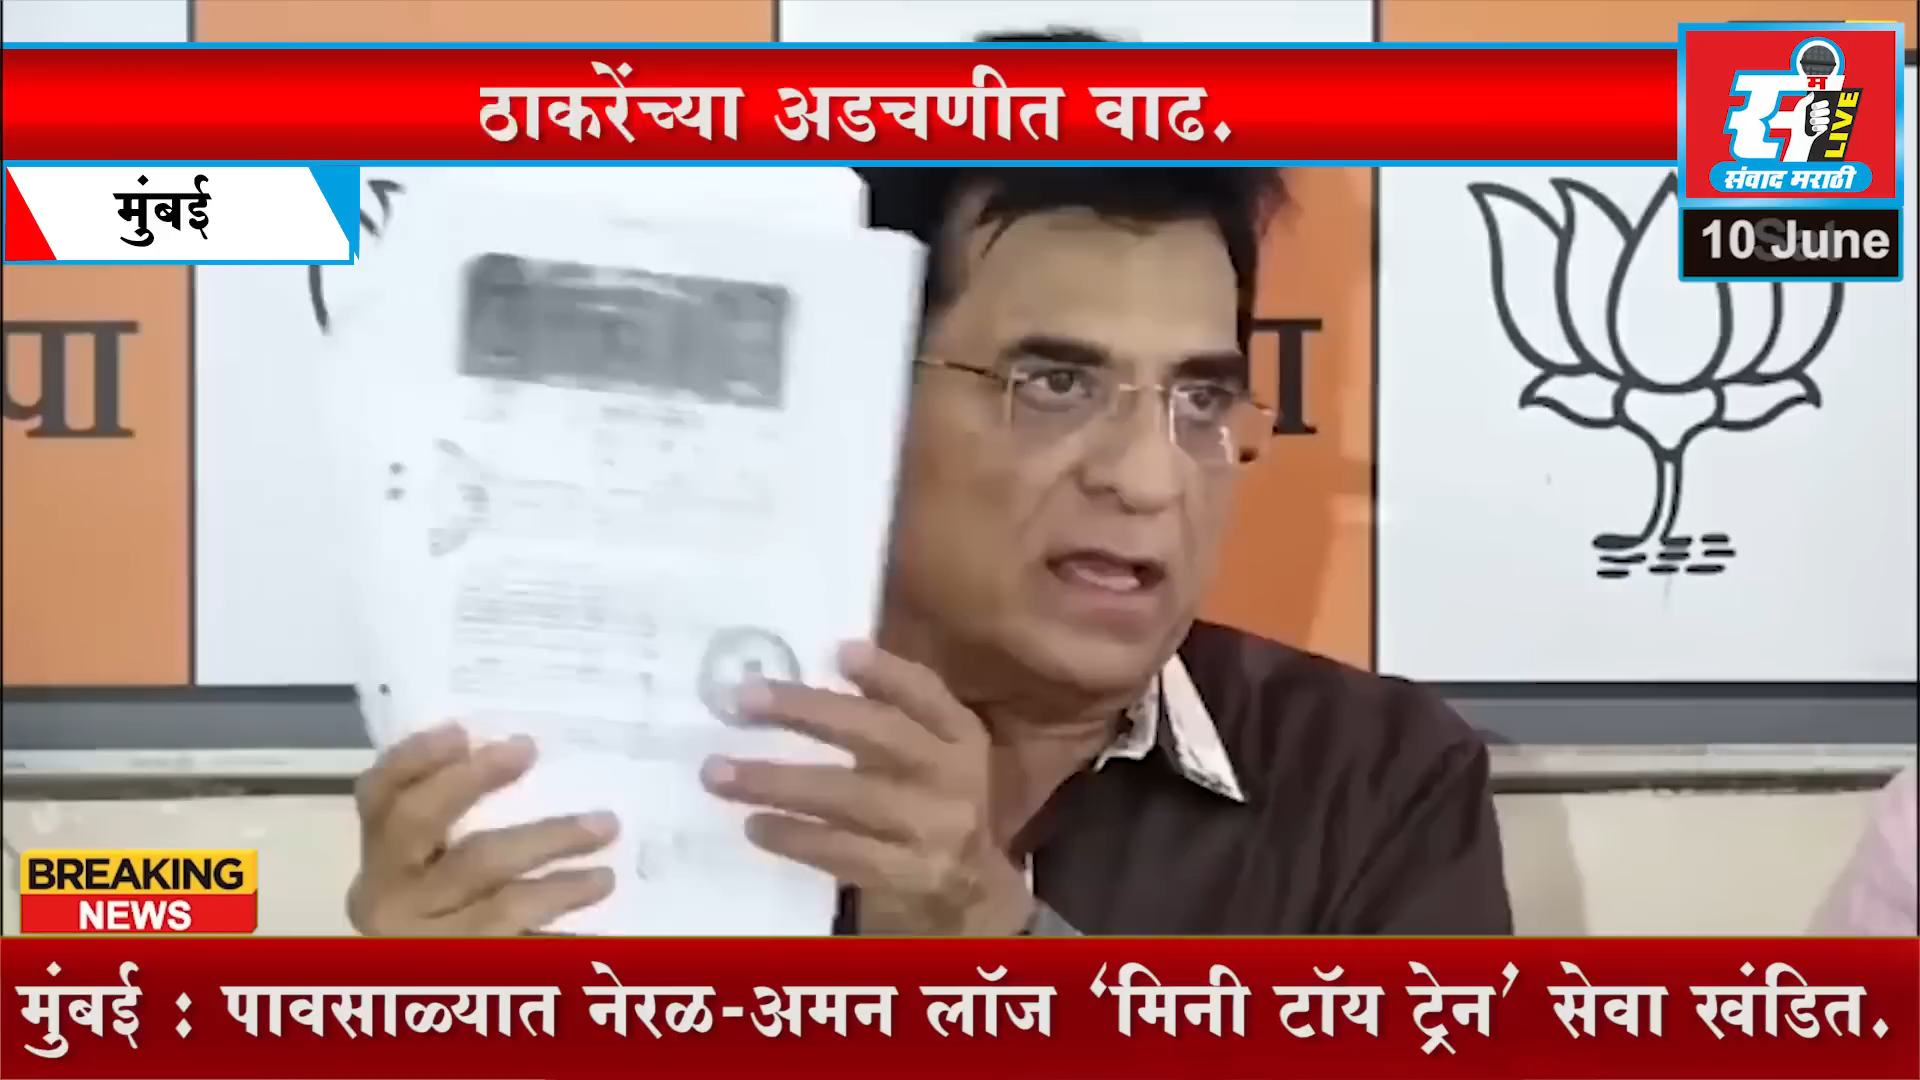 ठाकरेंच्या अडचणीत वाढ.
स
म
LIVE
संवाद मराठी
10 June
मुंबई
पा
BREAKING
NEWS
मुंबई : पावसाळ्यात नेरळ-अमन लॉज ‘मिनी टॉय ट्रेन’ सेवा खंडित.